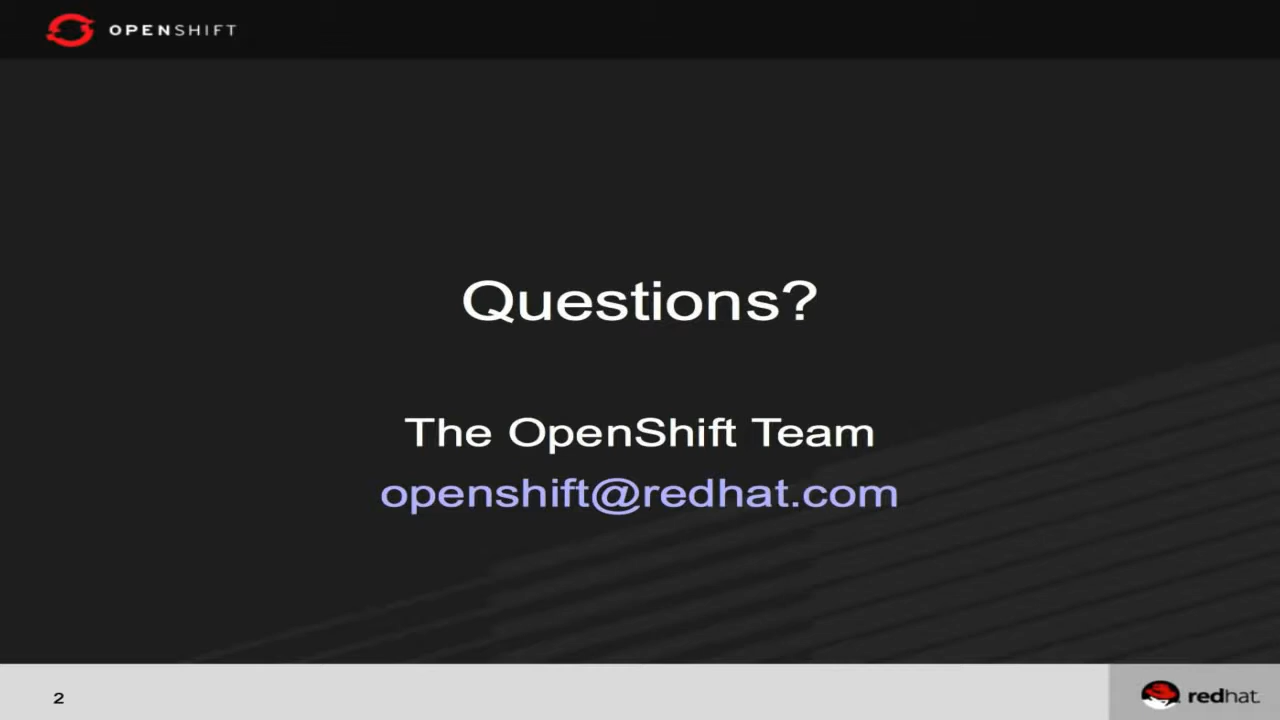 OPENSHIFT
Questions?
The OpenShift Team
openshift@redhat.com
2
redhat.